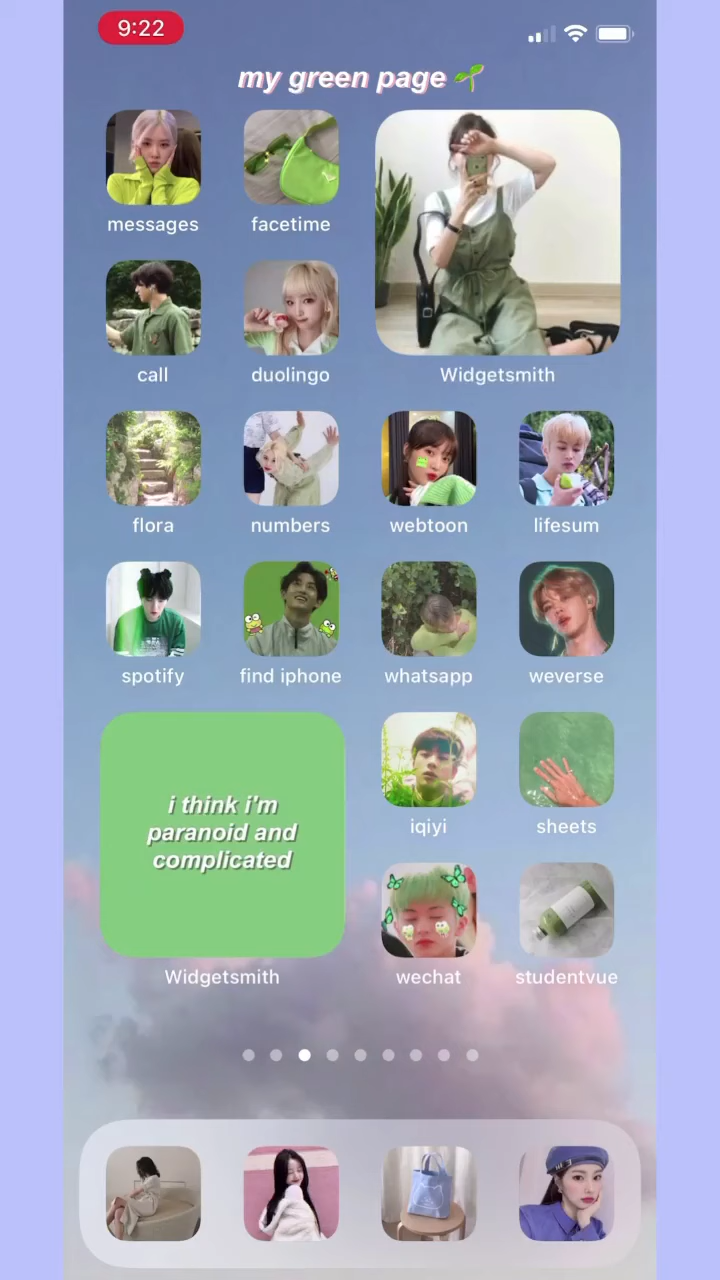 9:22
my green page 🌱
messages
facetime
call
duolingo
Widgetsmith
flora
numbers
webtoon
lifesum
spotify
find iphone
whatsapp
weverse
i think i'm
paranoid and
complicated
Widgetsmith
iqiyi
sheets
wechat
studentvue